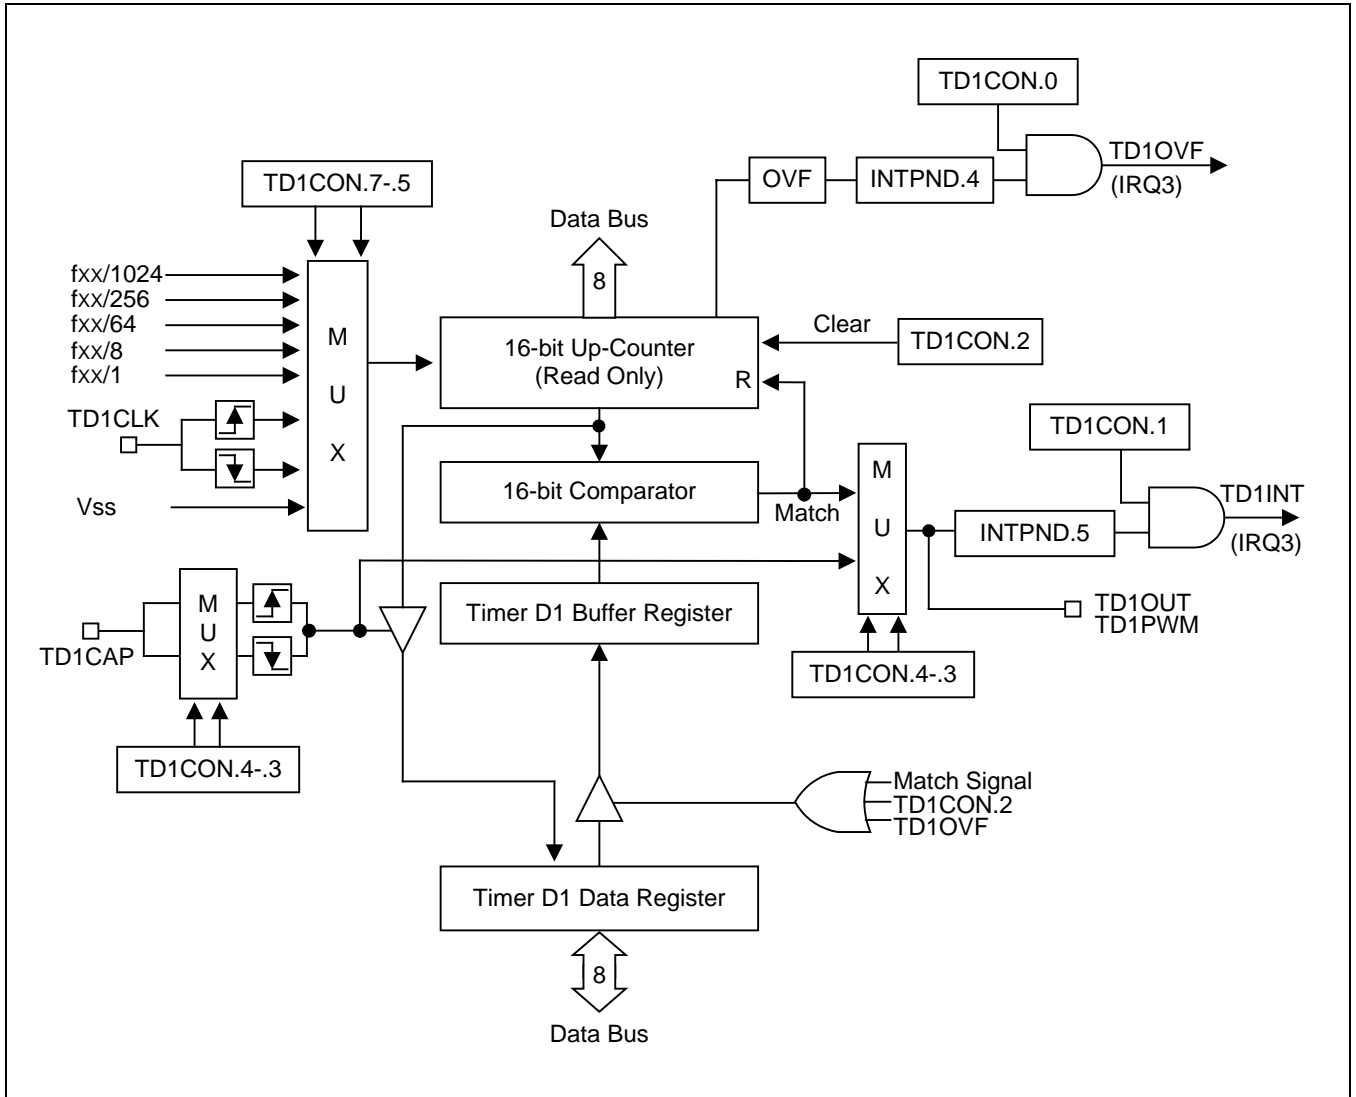 TD1CON.0
TD1OVF
(IRQ3)
OVF
INTPND.4
TD1CON.7-.5
Data Bus
8
fxx/1024
fxx/256
fxx/64
fxx/8
fxx/1
TD1CLK
Vss
M
U
X
16-bit Up-Counter
(Read Only)
R
Clear
TD1CON.2
16-bit Comparator
Match
M
U
X
TD1CON.1
TD1INT
(IRQ3)
INTPND.5
TD1OUT
TD1PWM
TD1CON.4-.3
TD1CAP
M
U
X
TD1CON.4-.3
Timer D1 Buffer Register
Match Signal
TD1CON.2
TD1OVF
Timer D1 Data Register
8
Data Bus